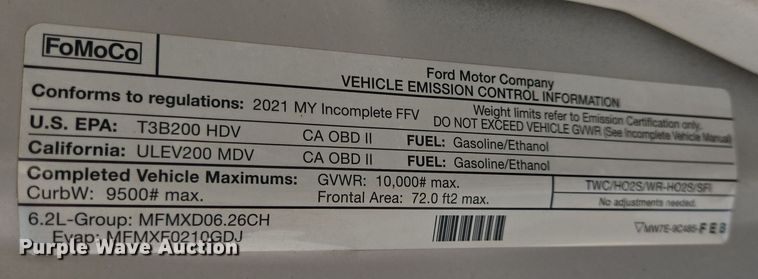 FoMoCo
Ford Motor Company
VEHICLE EMISSION CONTROL INFORMATION
Conforms to regulations: 2021 MY Incomplete FFV
Weight limits refer to Emission Certification only.
DO NOT EXCEED VEHICLE GVWR (See Incomplete Vehicle Manual)
U.S. EPA: T3B200 HDV CA OBD II FUEL: Gasoline/Ethanol
California: ULEV200 MDV CA OBD II FUEL: Gasoline/Ethanol
Completed Vehicle Maximums: GVWR: 10,000# max. TWC/HO2S/WR-HO2S/SFI
CurbW: 9500# max. Frontal Area: 72.0 ft2 max. No adjustments needed.
6.2L-Group: MFMXD06.26CH
Evap: MFMXF0210GDJ
▽MW7E-9C485-FEB
Purple Wave Auction